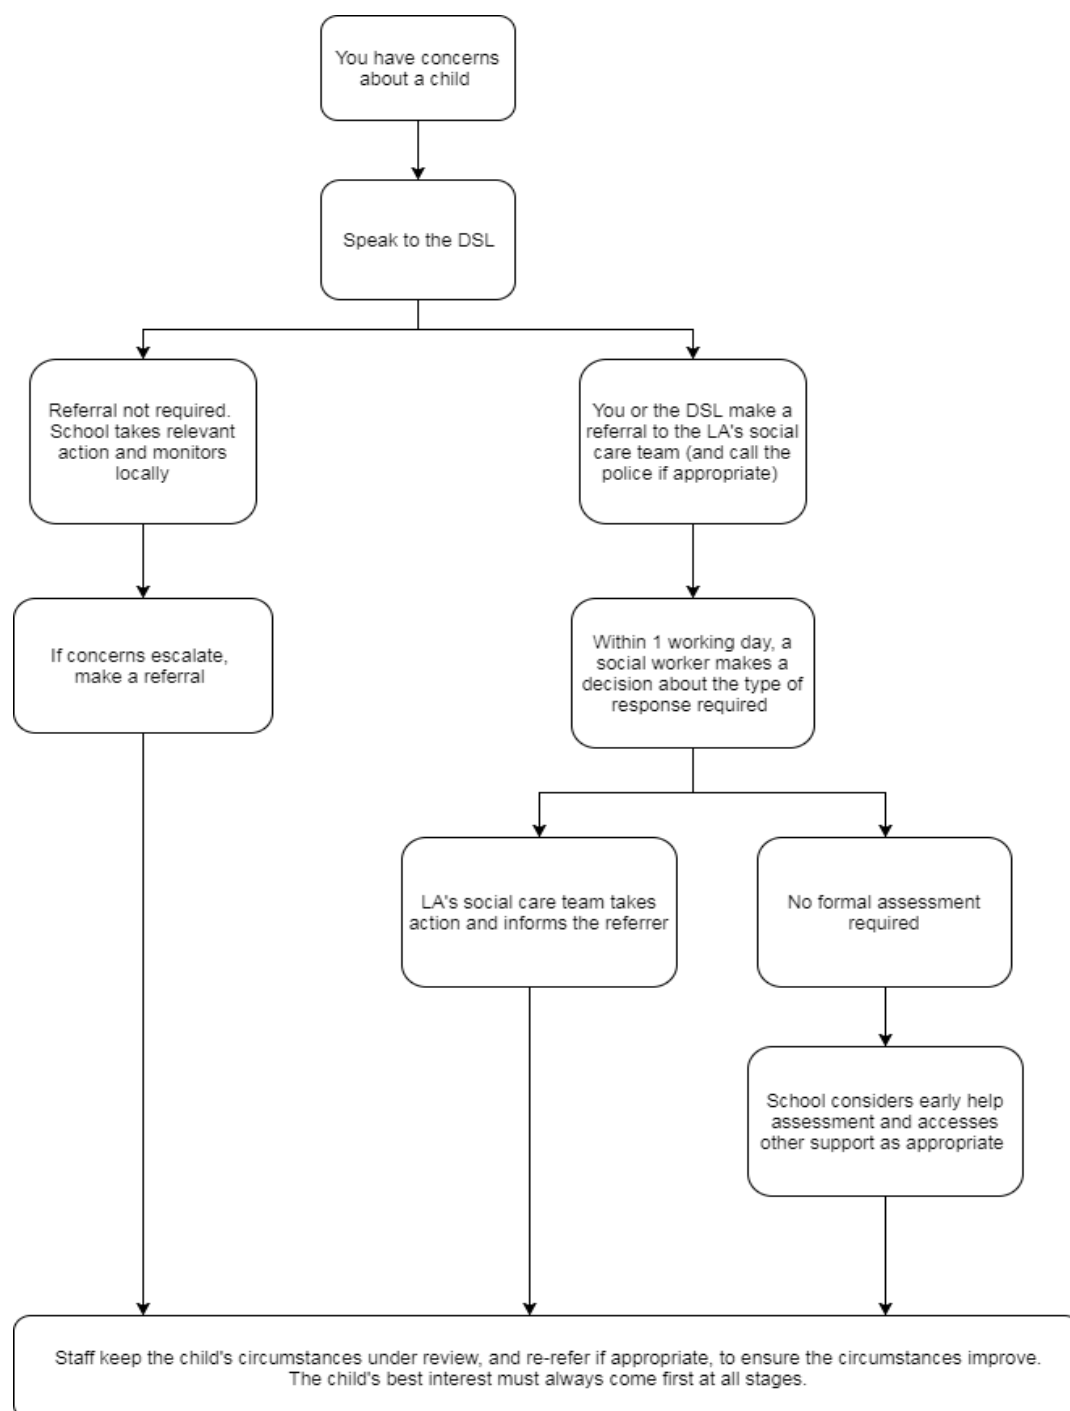 You have concerns
about a child
Speak to the DSL
Referral not required.
School takes relevant
action and monitors
locally
You or the DSL make a
referral to the LA's social
care team (and call the
police if appropriate)
If concerns escalate,
make a referral
Within 1 working day, a
social worker makes a
decision about the type of
response required
LA's social care team takes
action and informs the referrer
No formal assessment
required
School considers early help
assessment and accesses
other support as appropriate
Staff keep the child's circumstances under review, and re-refer if appropriate, to ensure the circumstances improve.
The child's best interest must always come first at all stages.